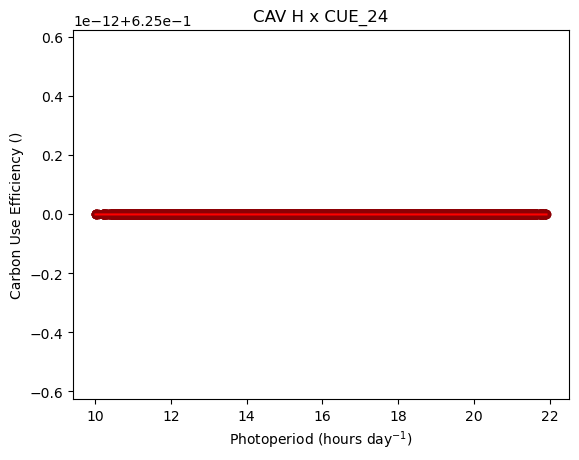 CAV H x CUE_24
1e−12+6.25e−1
0.6
0.4
0.2
0.0
−0.2
−0.4
−0.6
Carbon Use Efficiency ()
10 12 14 16 18 20 22
Photoperiod (hours day⁻¹)